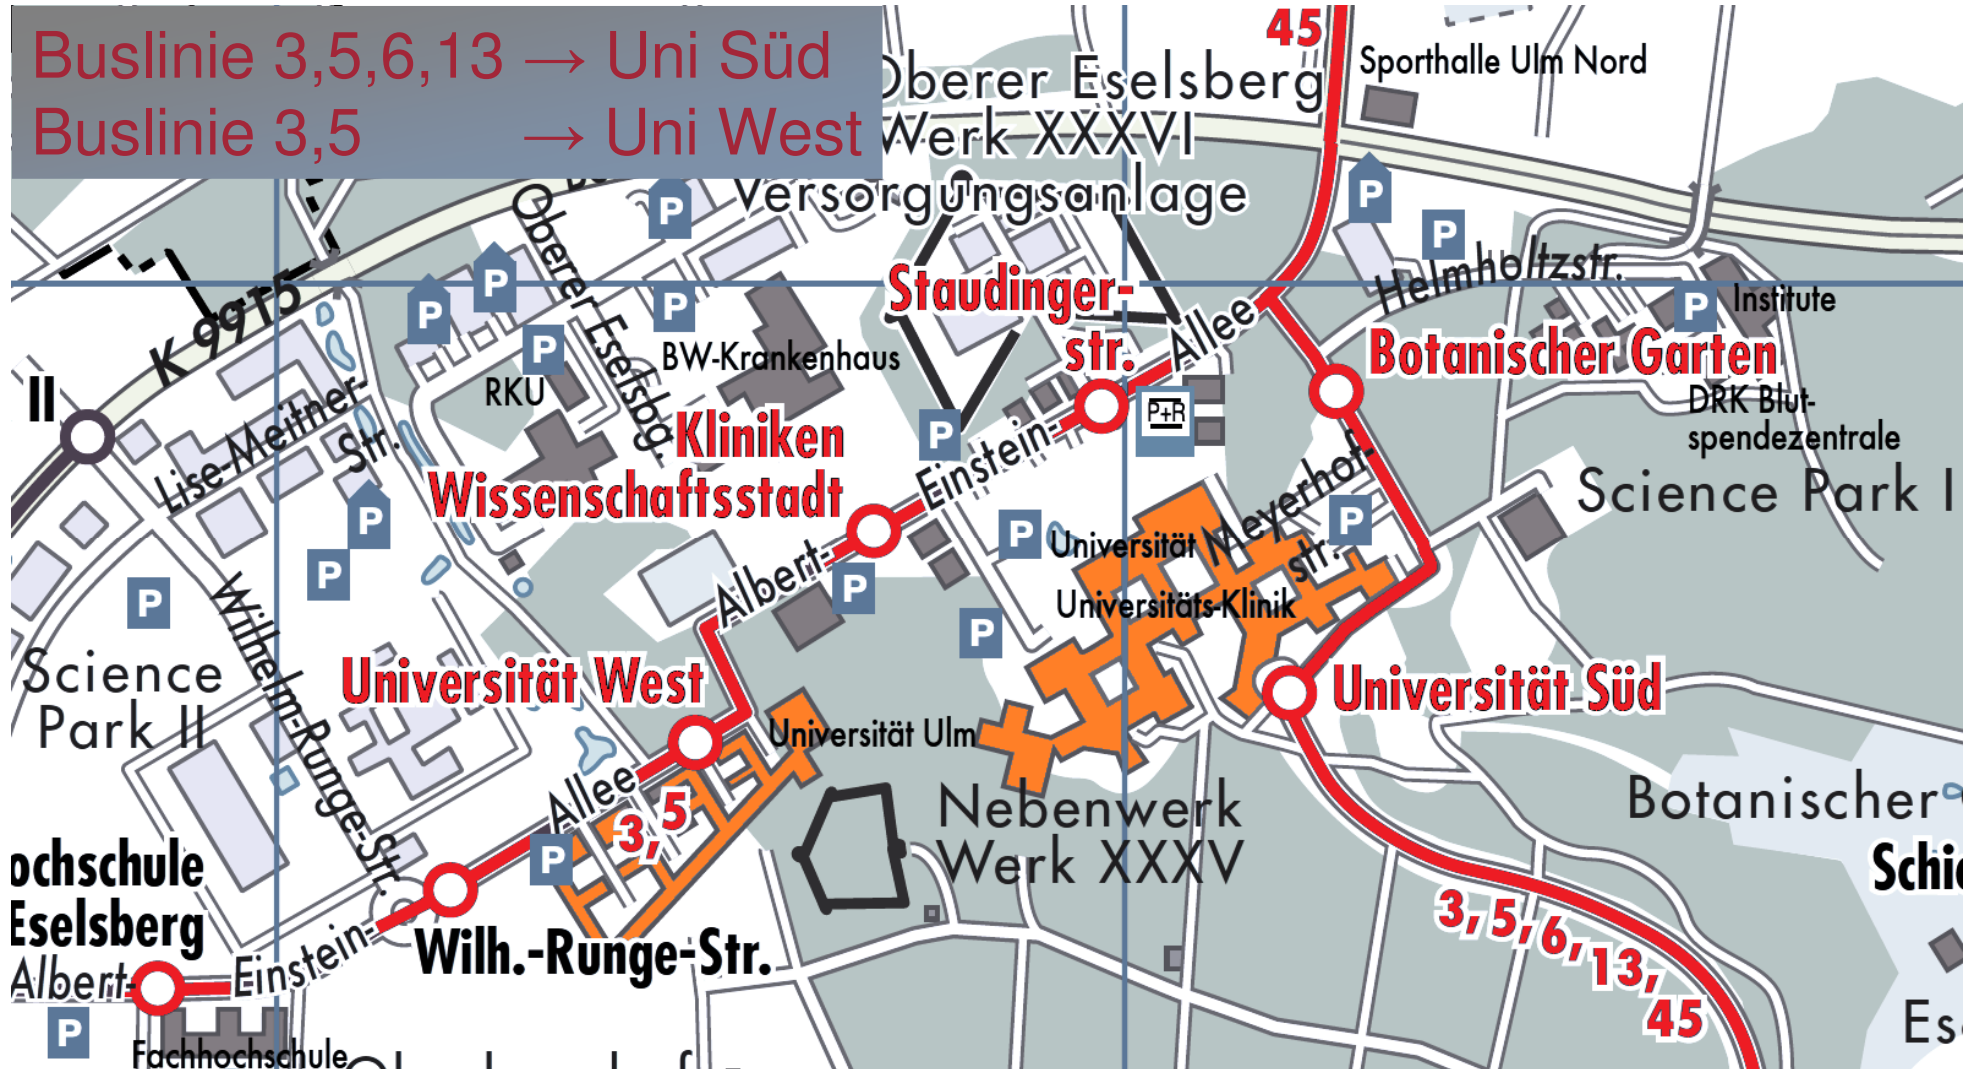 Buslinie 3,5,6,13 → Uni Süd
Buslinie 3,5 → Uni West
45
Sporthalle Ulm Nord
Oberer Eselsberg
Werk XXXVI
Versorgungsanlage
P
P
P
Oberer Eselsbg.
Helmholtzstr.
K 9915
P
P
P
P
Institute
Staudinger-
str.
Allee
Botanischer Garten
BW-Krankenhaus
P
RKU
II
Lise-Meitner-
Str.
P+R
DRK Blut-
spendezentrale
Kliniken
Wissenschaftsstadt
P
Einstein-
Meyerhof-
str.
Science Park I
P
P
P
P
Universität
Albert-
P
P
Universitäts-Klinik
P
Wilhelm-Runge-Str.
Science
Park II
Universität West
Universität Süd
Universität Ulm
Allee
3, 5
P
Nebenwerk
Werk XXXV
Botanischer
ochschule
Eselsberg
Schi
Wilh.-Runge-Str.
3, 5, 6, 13,
45
Albert-
Einstein-
P
Fachhochschule
Es